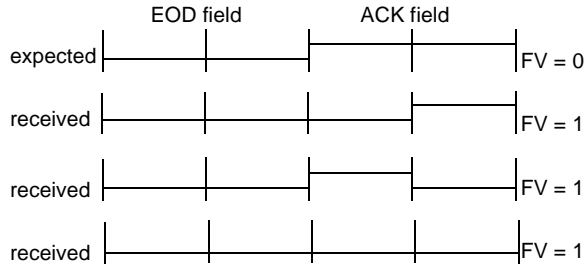 EOD field ACK field
expected FV = 0
received FV = 1
received FV = 1
received FV = 1